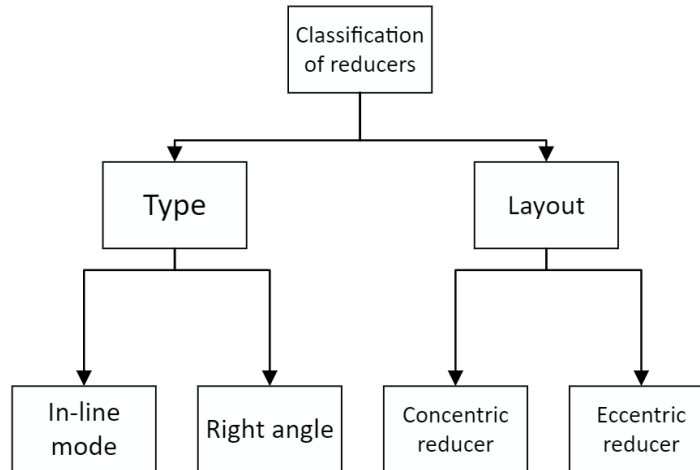 Classification
of reducers
Type
Layout
In-line
mode
Right angle
Concentric
reducer
Eccentric
reducer